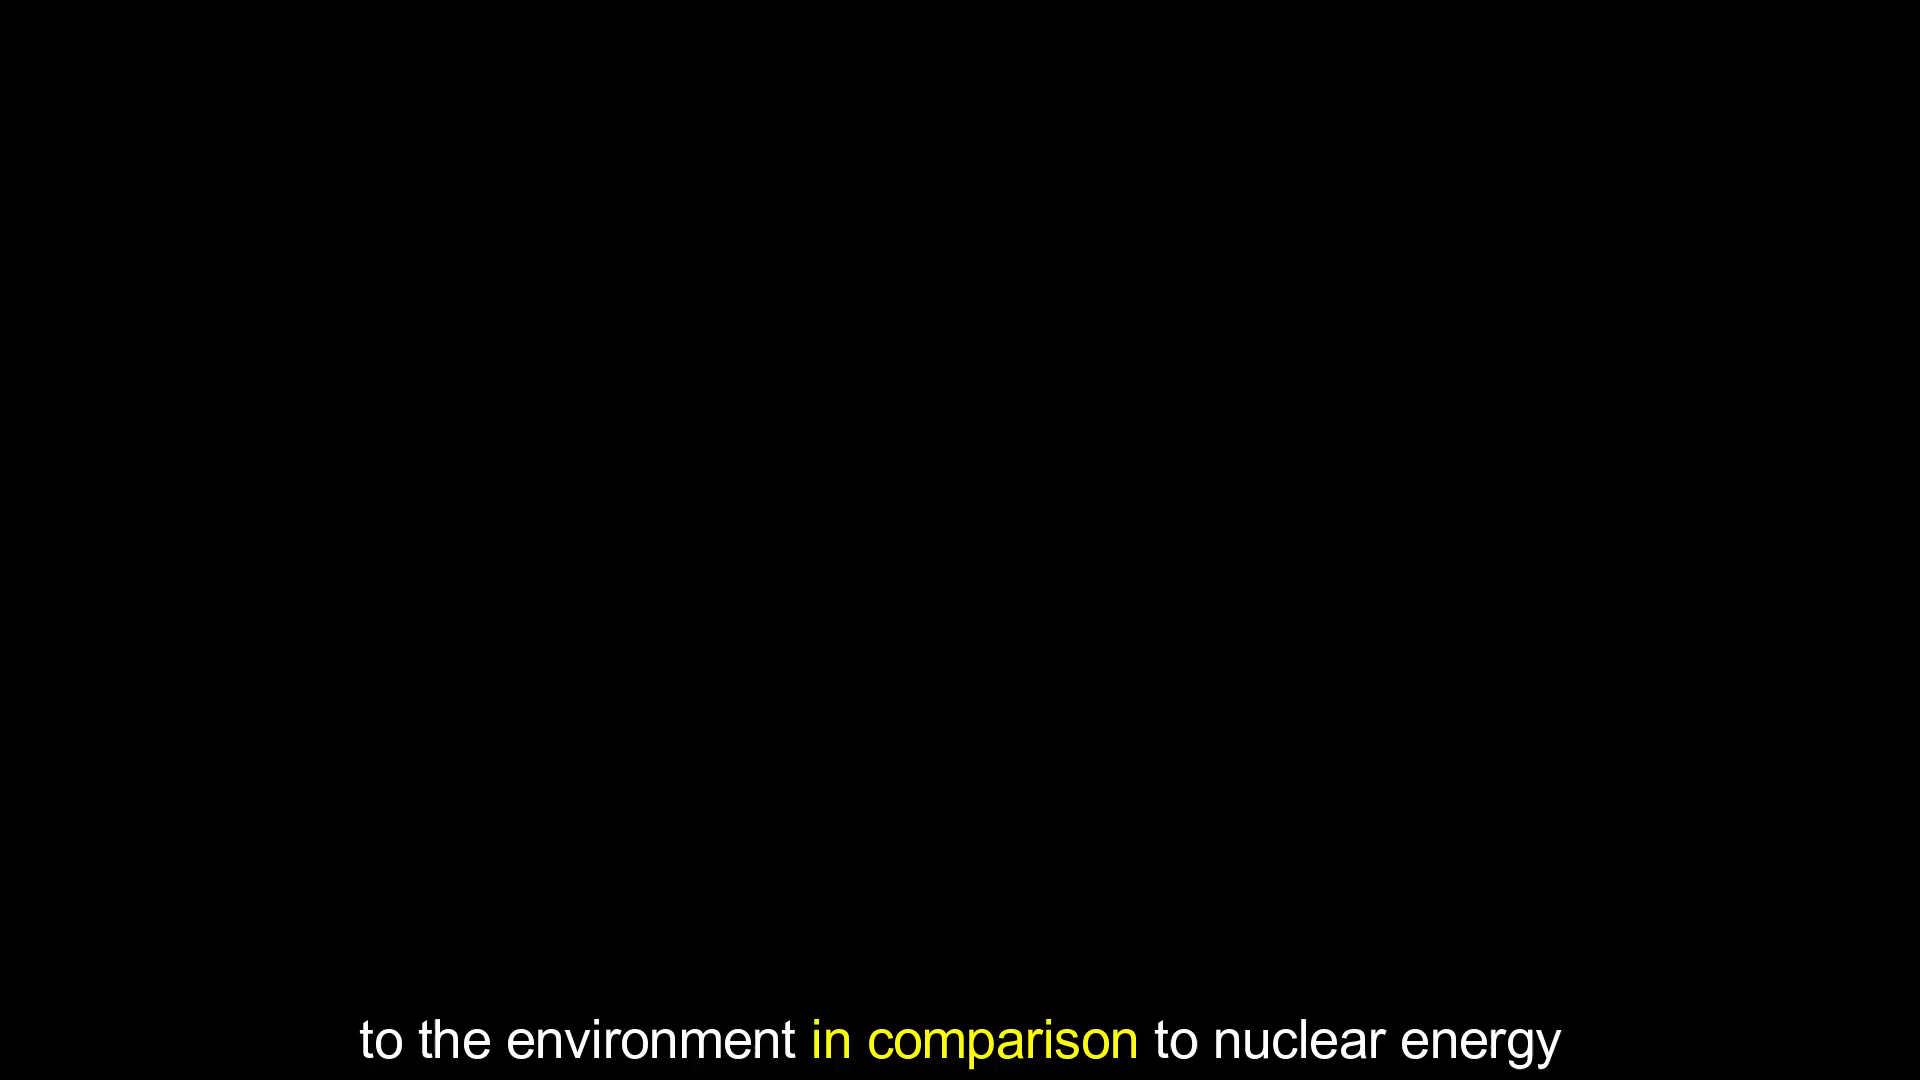 to the environment in comparison to nuclear energy